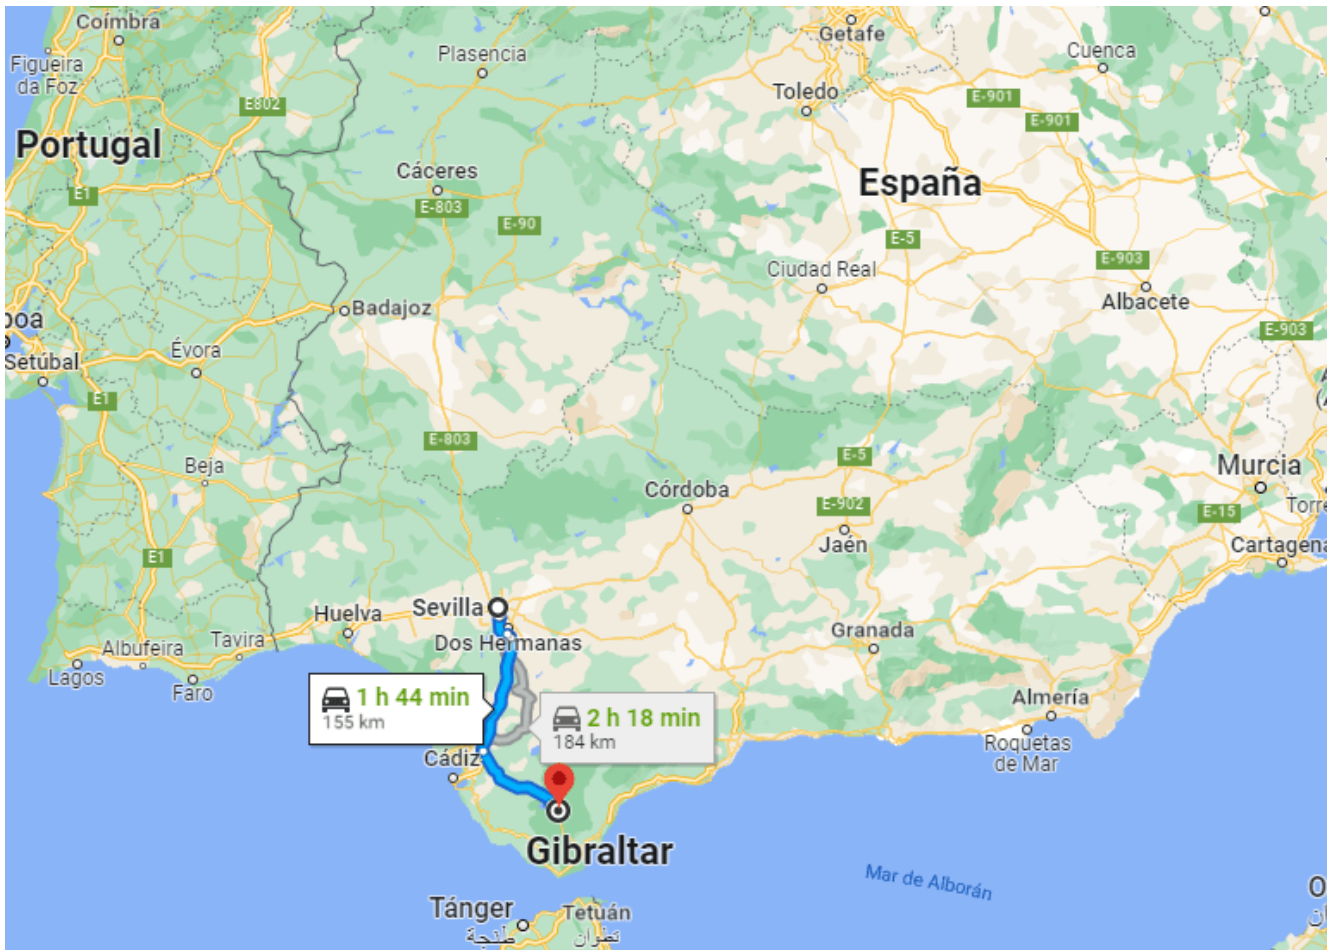 Coímbra
Getafe
Plasencia
Cuenca
Figueira
da Foz
Toledo
E-901
E802
E-901
Portugal
Cáceres
España
E1
E-803
E-90
E-5
E-903
Ciudad Real
Albacete
Badajoz
boa
E-903
Évora
Setúbal
E1
E-803
E-5
Beja
Murcia
Córdoba
E-902
E-15
Torre
Jaén
Cartagena
E1
Sevilla
Huelva
Granada
Tavira
Dos Hermanas
Albufeira
Lagos
Faro
1 h 44 min
155 km
2 h 18 min
184 km
Almería
Roquetas
de Mar
Cádiz
Gibraltar
Mar de Alborán
Tánger
طنجة
Tetuán
تطوان